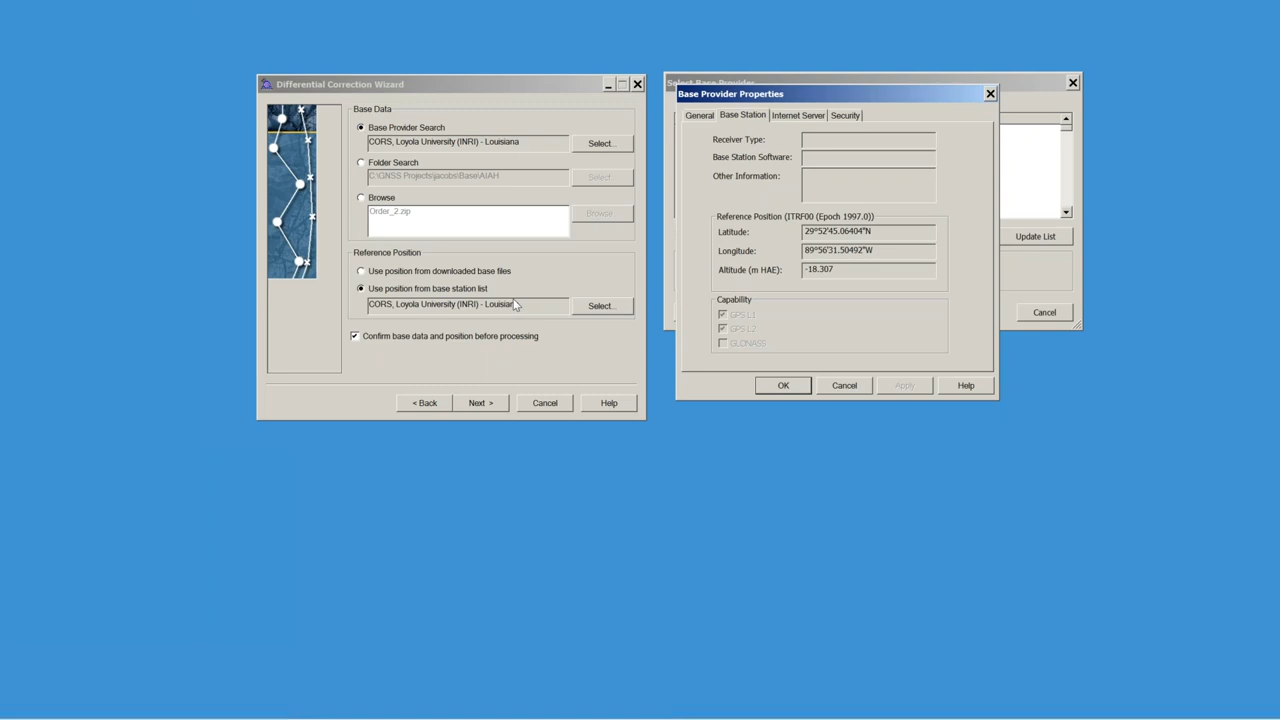 Differential Correction Wizard
Base Data
Base Provider Search
CORS, Loyola University (INRI) - Louisiana
Select...
Folder Search
C:\GNSS Projects\jacobs\Base\AIAH
Select...
Browse
Order_2.zip
Browse...
Reference Position
Use position from downloaded base files
Use position from base station list
CORS, Loyola University (INRI) - Louisiana
Select...
Confirm base data and position before processing
< Back
Next >
Cancel
Help
Select Base Provider
Update List
Cancel
Base Provider Properties
General
Base Station
Internet Server
Security
Receiver Type:
Base Station Software:
Other Information:
Reference Position (ITRF00 (Epoch 1997.0))
Latitude:
29°52'45.06404"N
Longitude:
89°56'31.50492"W
Altitude (m HAE):
-18.307
Capability
GPS L1
GPS L2
GLONASS
OK
Cancel
Apply
Help